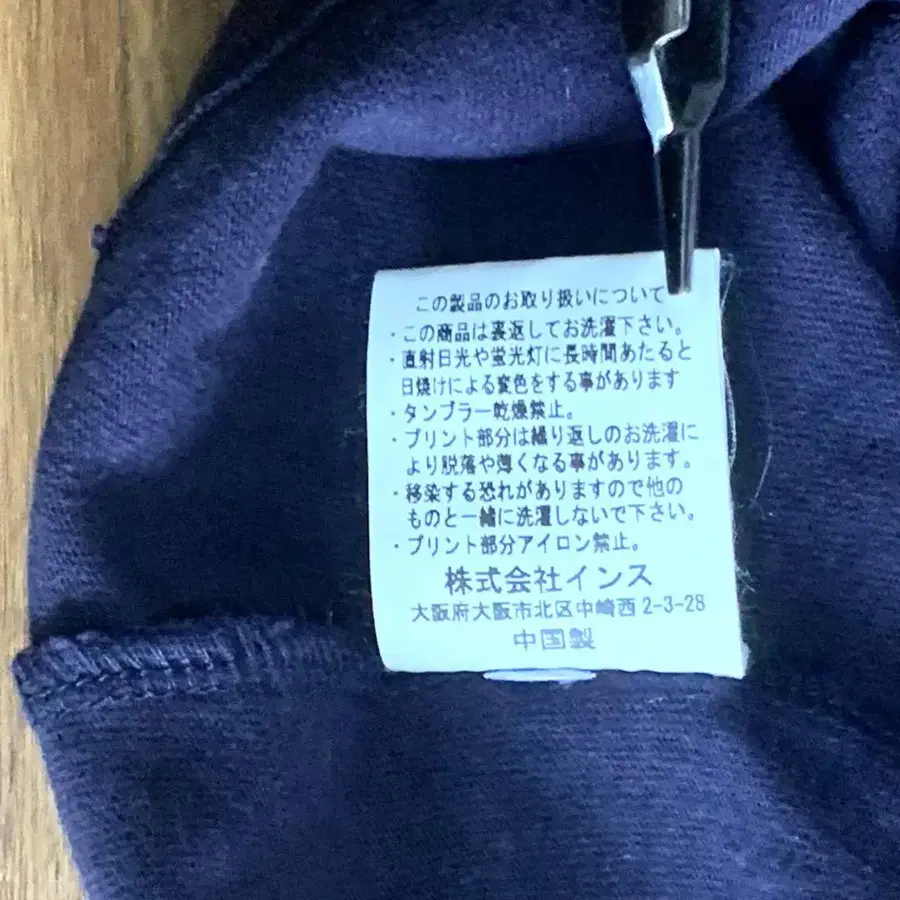 この製品のお取り扱いについて
・この商品は裏返してお洗濯下さい。
・直射日光や蛍光灯に長時間あたると
日焼けによる変色をする事があります
・タンブラー乾燥禁止。
・プリント部分は繰り返しのお洗濯に
より脱落や薄くなる事があります。
・移染する恐れがありますので他の
ものと一緒に洗濯しないで下さい。
・プリント部分アイロン禁止。
株式会社インス
大阪府大阪市北区中崎西2-3-28
中国製